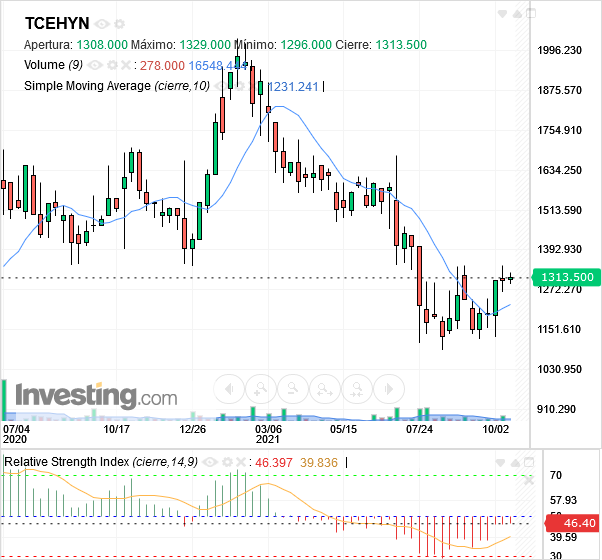 TCEHYN
Apertura: 1308.000 Máximo: 1329.000 Mínimo: 1296.000 Cierre: 1313.500
Volume (9) : 278.000 16548.444
Simple Moving Average (cierre,10) 1231.241
1996.230
1875.570
1754.910
1634.250
1513.590
1392.930
1313.500
1272.270
1151.610
1030.950
910.290
Investing.com
07/04 10/17 12/26 03/06 05/15 07/24 10/02
2020 2021
Relative Strength Index (cierre,14,9) : 46.397 39.836
70
57.93
46.40
39.59
30